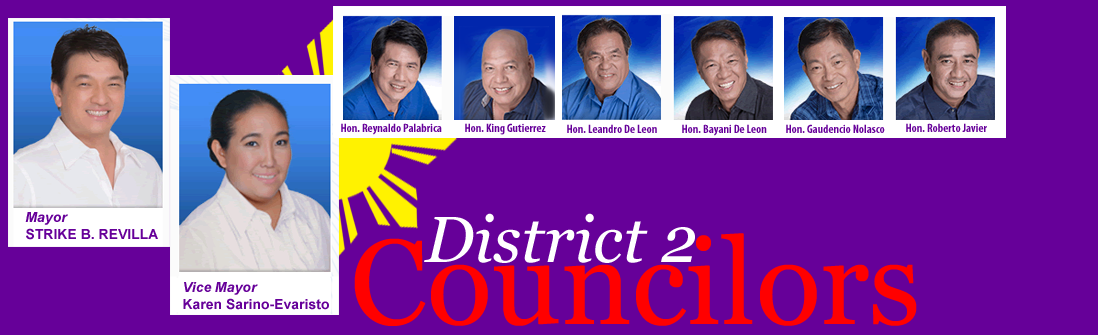 Mayor
STRIKE B. REVILLA
Vice Mayor
Karen Sarino-Evaristo
Hon. Reynaldo Palabrica
Hon. King Gutierrez
Hon. Leandro De Leon
Hon. Bayani De Leon
Hon. Gaudencio Nolasco
Hon. Roberto Javier
District 2
Councilors